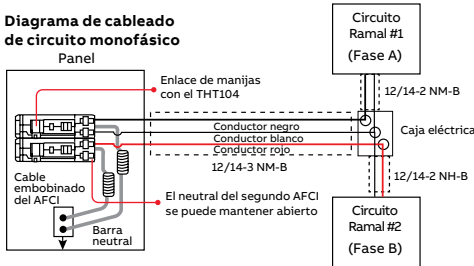 Diagrama de cableado
de circuito monofásico
Panel
Enlace de manijas
con el THT104
Circuito
Ramal #1
(Fase A)
12/14-2 NM-B
Conductor negro
Conductor blanco
Conductor rojo
12/14-3 NM-B
Caja eléctrica
12/14-2 NH-B
Cable
embobinado
del AFCI
Barra
neutral
El neutral del segundo AFCI
se puede mantener abierto
Circuito
Ramal #2
(Fase B)